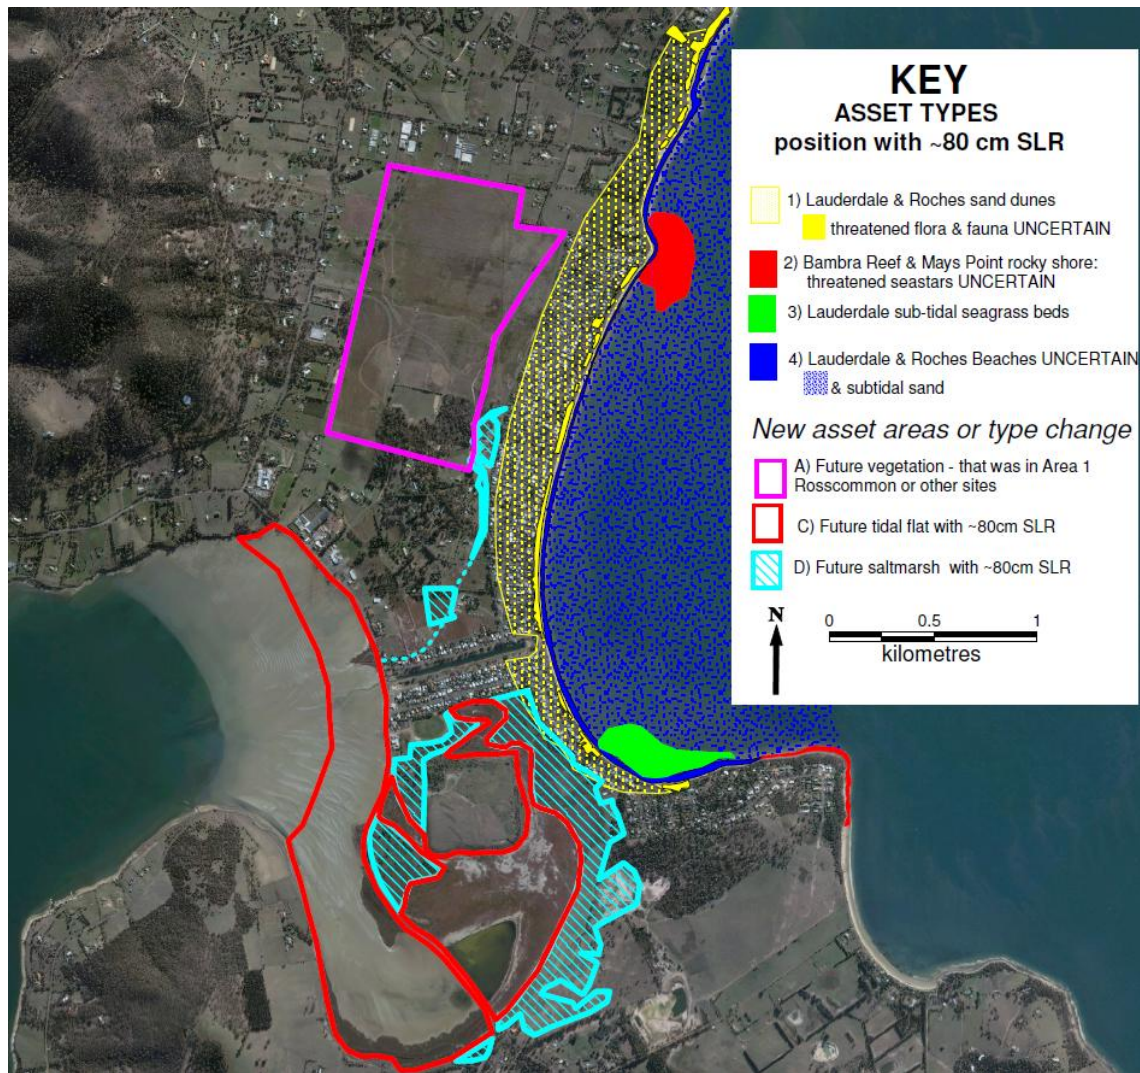 KEY
ASSET TYPES
position with ~80 cm SLR
1) Lauderdale & Roches sand dunes
threatened flora & fauna UNCERTAIN
2) Bambra Reef & Mays Point rocky shore:
threatened seastars UNCERTAIN
3) Lauderdale sub-tidal seagrass beds
4) Lauderdale & Roches Beaches UNCERTAIN
& subtidal sand
New asset areas or type change
A) Future vegetation - that was in Area 1
Rosscommon or other sites
C) Future tidal flat with ~80cm SLR
D) Future saltmarsh with ~80cm SLR
N
0 0.5 1
kilometres